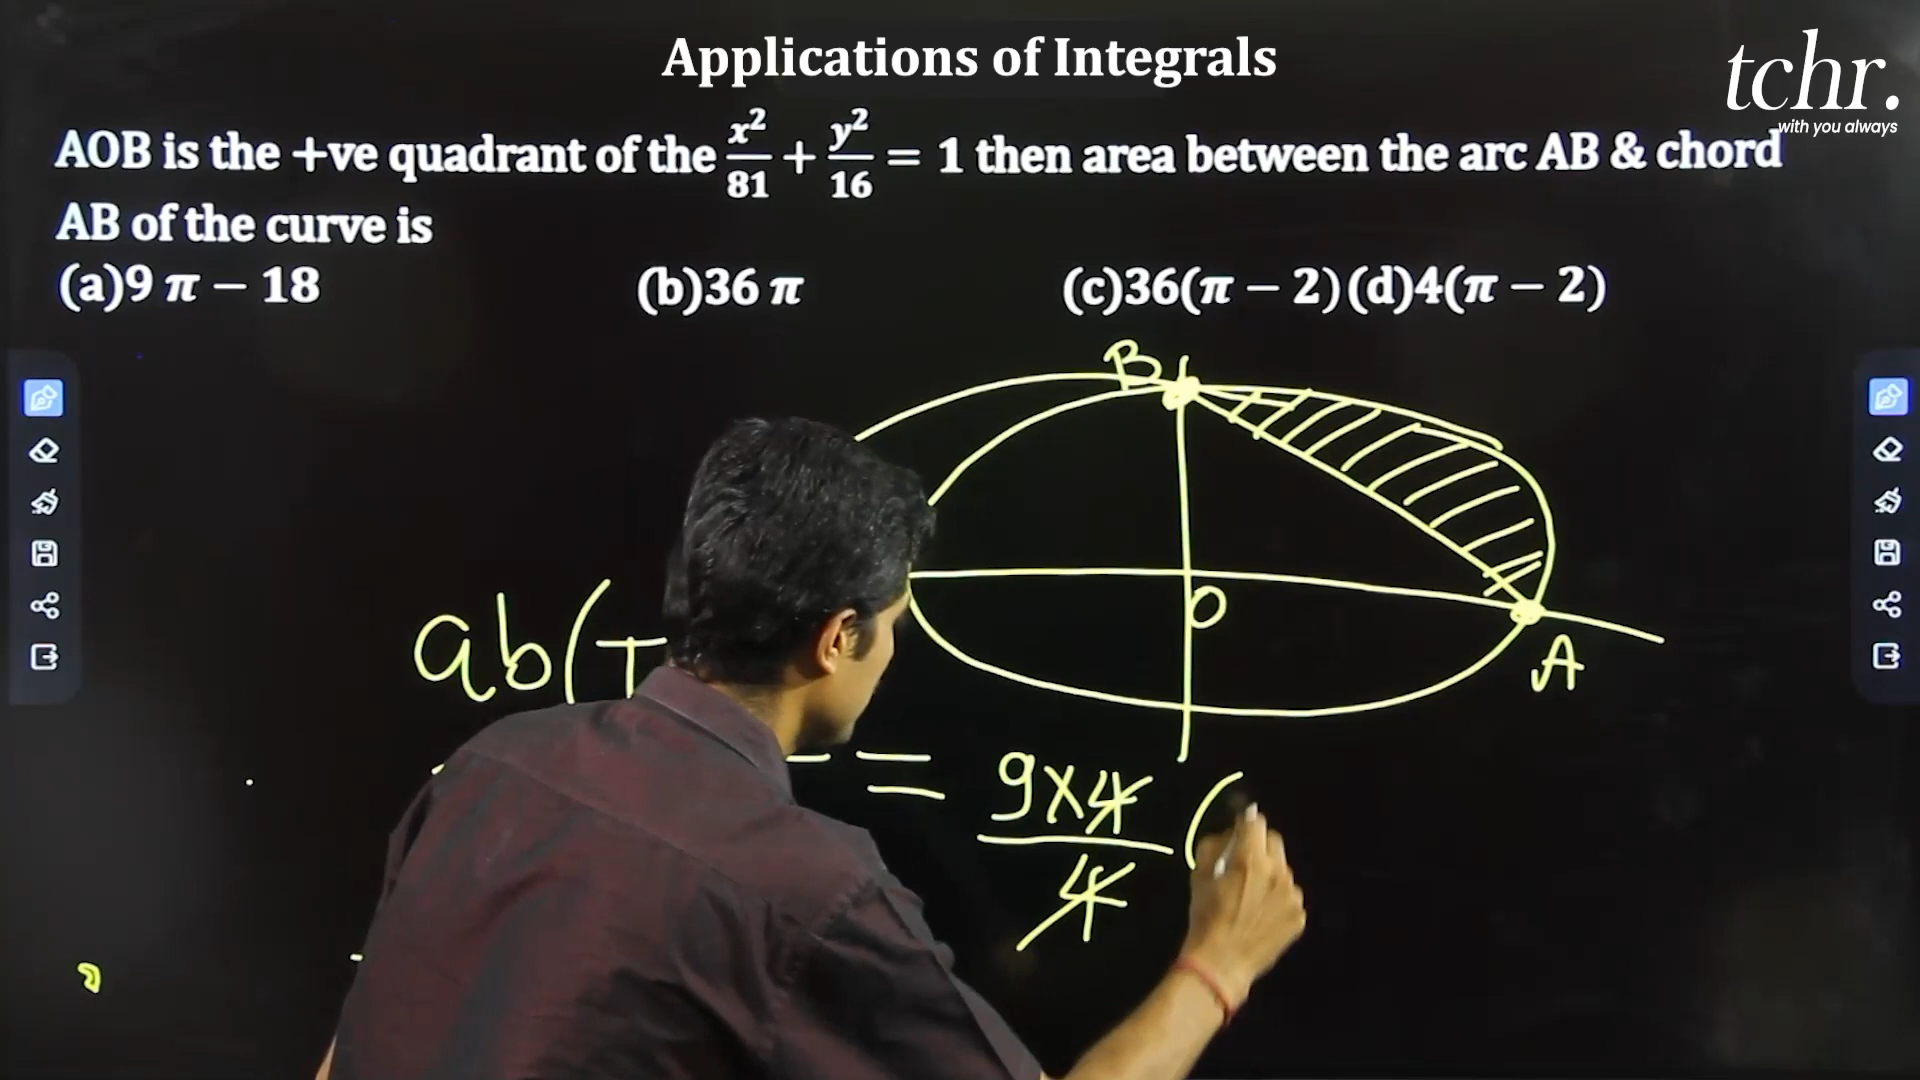 Applications of Integrals
tchr.
with you always
AOB is the +ve quadrant of the x²/81 + y²/16 = 1 then area between the arc AB & chord
AB of the curve is
(a)9 π − 18 (b)36 π (c)36(π − 2) (d)4(π − 2)
B
O
A
ab(
= 9×4/4 (